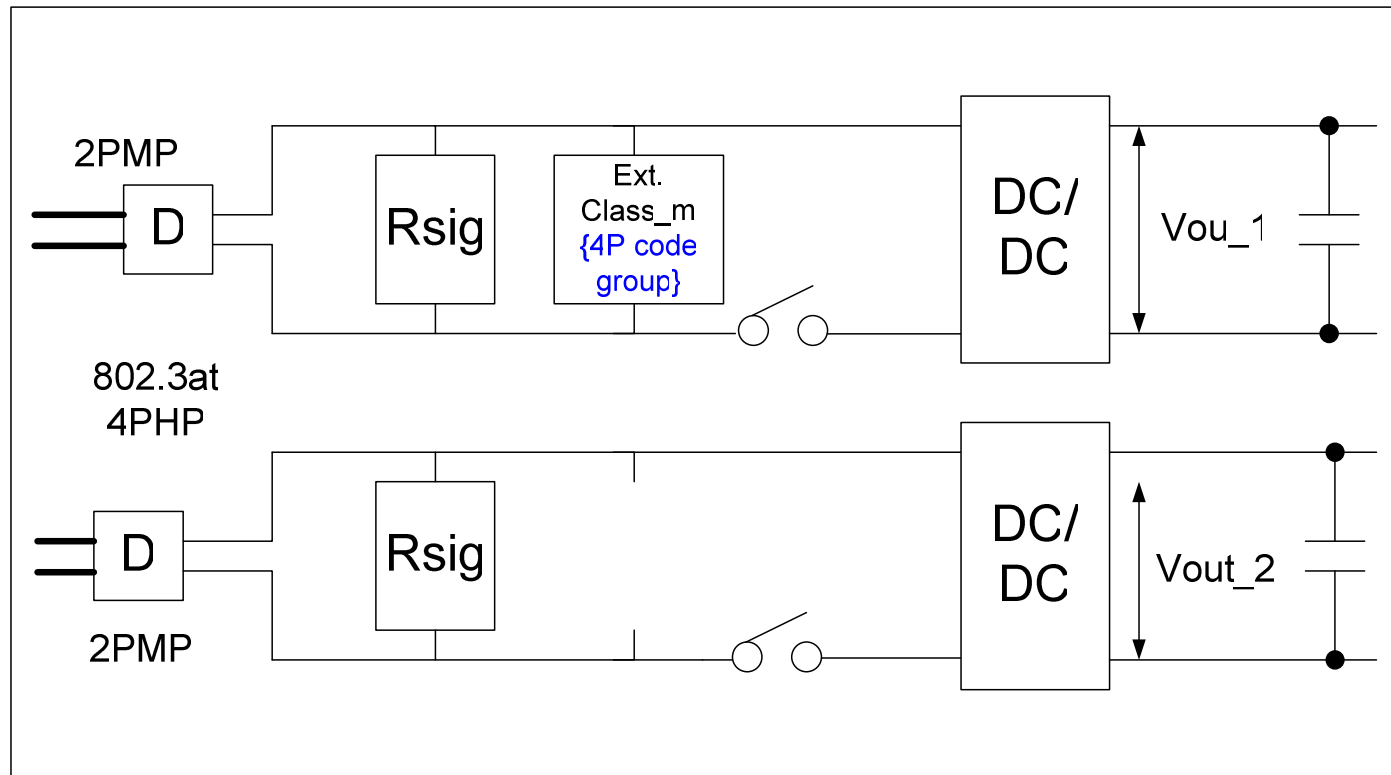 2PMP
D
Rsig
Ext.
Class_m
{4P code
group}
DC/
DC
Vou_1
802.3at
4PHP
D
2PMP
Rsig
DC/
DC
Vout_2